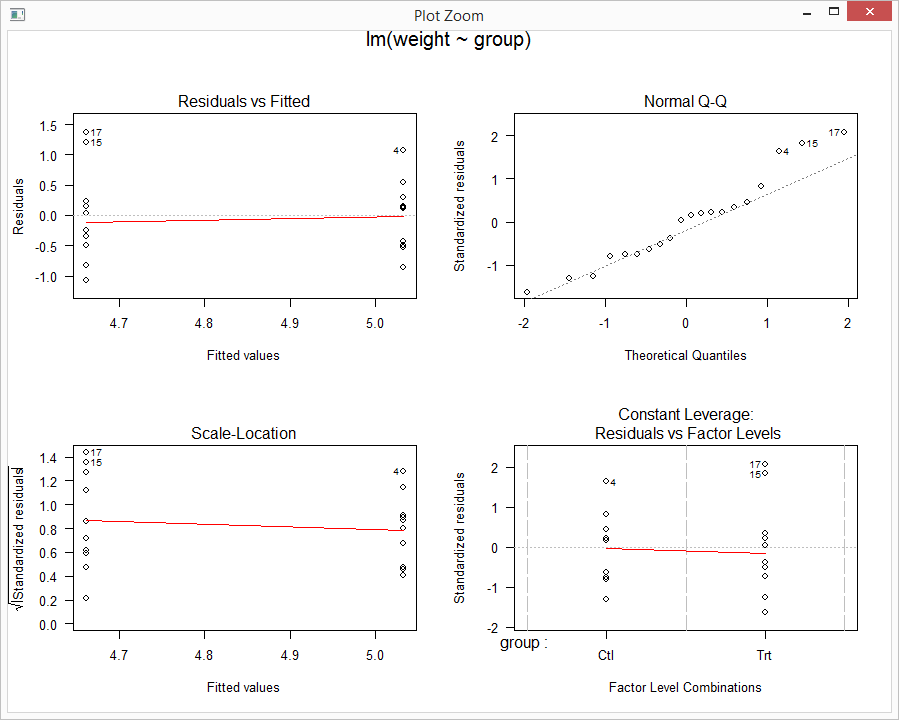 Plot Zoom
lm(weight ~ group)
Residuals vs Fitted
Residuals
1.5
1.0
0.5
0.0
-0.5
-1.0
17
15
4
4.7 4.8 4.9 5.0
Fitted values
Normal Q-Q
Standardized residuals
2
1
0
-1
17
15
4
-2 -1 0 1 2
Theoretical Quantiles
Scale-Location
√|Standardized residuals|
1.4
1.2
1.0
0.8
0.6
0.4
0.2
0.0
17
15
4
4.7 4.8 4.9 5.0
Fitted values
Constant Leverage:
Residuals vs Factor Levels
Standardized residuals
2
1
0
-1
-2
17
15
4
group :
Ctl Trt
Factor Level Combinations